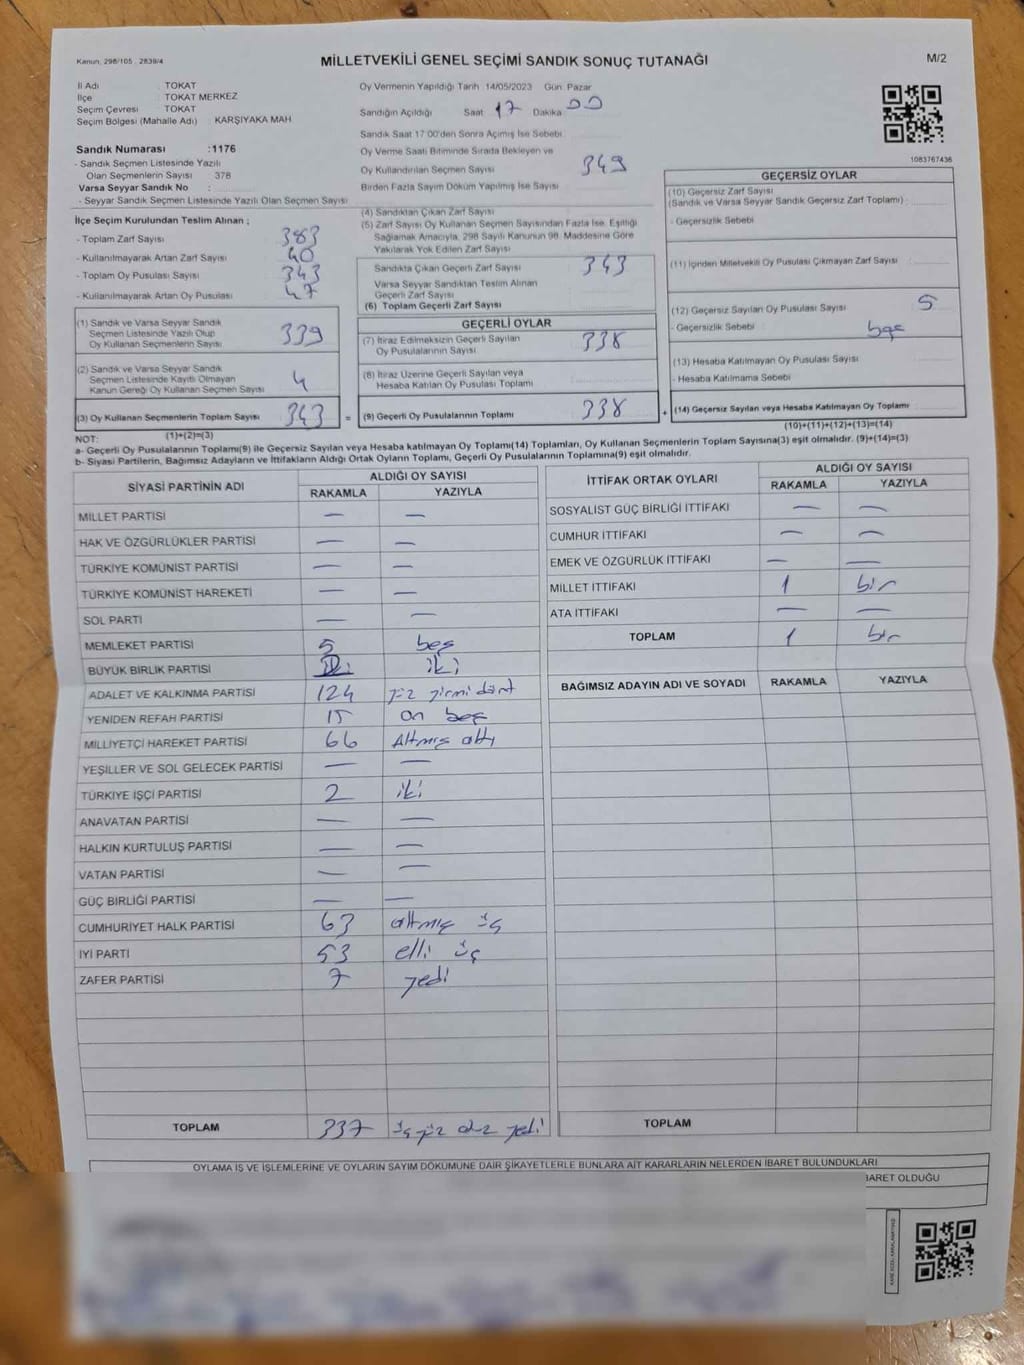 Kanun, 298/105 , 2839/4
MİLLETVEKİLİ GENEL SEÇİMİ SANDIK SONUÇ TUTANAĞI
M/2
İl Adı : TOKAT
İlçe : TOKAT MERKEZ
Seçim Çevresi : TOKAT
Seçim Bölgesi (Mahalle Adı) KARŞIYAKA MAH
Sandık Numarası :1176
- Sandık Seçmen Listesinde Yazılı
Olan Seçmenlerin Sayısı 378
Varsa Seyyar Sandık No :
- Seyyar Sandık Seçmen Listesinde Yazılı Olan Seçmen Sayısı
Oy Vermenin Yapıldığı Tarih 14/05/2023 Gün Pazar
Sandığın Açıldığı Saat 17 Dakika 00
Sandık Saat 17:00'den Sonra Açımış İse Sebebi
Oy Verme Saati Bitiminde Sırada Bekleyen ve
Oy Kullandırılan Seçmen Sayısı 349
Birden Fazla Sayım Döküm Yapılmış İse Sayısı
1083767436
İlçe Seçim Kurulundan Teslim Alınan ;
- Toplam Zarf Sayısı 383
- Kullanılmayarak Artan Zarf Sayısı 40
- Toplam Oy Pusulası Sayısı 343
- Kullanılmayarak Artan Oy Pusulası 47
(1) Sandık ve Varsa Seyyar Sandık
Seçmen Listesinde Yazılı Olup
Oy Kullanan Seçmenlerin Sayısı 339
(2) Sandık ve Varsa Seyyar Sandık
Seçmen Listesinde Kayıtlı Olmayan
Kanun Gereği Oy Kullanan Seçmen Sayısı 4
(3) Oy Kullanan Seçmenlerin Toplam Sayısı 343
(1)+(2)=(3)
(4) Sandıktan Çıkan Zarf Sayısı
(5) Zarf Sayısı Oy Kullanan Seçmen Sayısından Fazla İse, Eşitliği
Sağlamak Amacıyla, 298 Sayılı Kanunun 98. Maddesine Göre
Yakılarak Yok Edilen Zarf Sayısı
Sandıkta Çıkan Geçerli Zarf Sayısı 343
Varsa Seyyar Sandıktan Teslim Alınan
Geçerli Zarf Sayısı
(6) Toplam Geçerli Zarf Sayısı
GEÇERLİ OYLAR
(7) İtiraz Edilmeksizin Geçerli Sayılan
Oy Pusulalarının Sayısı 338
(8) İtiraz Üzerine Geçerli Sayılan veya
Hesaba Katılan Oy Pusulası Toplamı
= (9) Geçerli Oy Pusulalarının Toplamı 338
GEÇERSİZ OYLAR
(10) Geçersiz Zarf Sayısı
(Sandık ve Varsa Seyyar Sandık Geçersiz Zarf Toplamı)
- Geçersizlik Sebebi
(11) İçinden Milletvekili Oy Pusulası Çıkmayan Zarf Sayısı
(12) Geçersiz Sayılan Oy Pusulası Sayısı 5
- Geçersizlik Sebebi beş
(13) Hesaba Katılmayan Oy Pusulası Sayısı
- Hesaba Katılmama Sebebi
+ (14) Geçersiz Sayılan veya Hesaba Katılmayan Oy Toplamı
(10)+(11)+(12)+(13)=(14)
NOT:
a- Geçerli Oy Pusulalarının Toplamı(9) ile Geçersiz Sayılan veya Hesaba katılmayan Oy Toplamı(14) Toplamları, Oy Kullanan Seçmenlerin Toplam Sayısına(3) eşit olmalıdır. (9)+(14)=(3)
b- Siyasi Partilerin, Bağımsız Adayların ve İttifakların Aldığı Ortak Oyların Toplamı, Geçerli Oy Pusulalarının Toplamına(9) eşit olmalıdır.
SİYASİ PARTİNİN ADI ALDIĞI OY SAYISI
RAKAMLA YAZIYLA
MİLLET PARTİSİ — —
HAK VE ÖZGÜRLÜKLER PARTİSİ — —
TÜRKİYE KOMÜNİST PARTİSİ — —
TÜRKİYE KOMÜNİST HAREKETİ — —
SOL PARTİ — —
MEMLEKET PARTİSİ 5 beş
BÜYÜK BİRLİK PARTİSİ iki
ADALET VE KALKINMA PARTİSİ 124 yüz yirmi dört
YENİDEN REFAH PARTİSİ 15 on beş
MİLLİYETÇİ HAREKET PARTİSİ 66 Altmış altı
YEŞİLLER VE SOL GELECEK PARTİSİ — —
TÜRKİYE İŞÇİ PARTİSİ 2 iki
ANAVATAN PARTİSİ — —
HALKIN KURTULUŞ PARTİSİ — —
VATAN PARTİSİ — —
GÜÇ BİRLİĞİ PARTİSİ — —
CUMHURİYET HALK PARTİSİ 63 altmış üç
İYİ PARTİ 53 elli üç
ZAFER PARTİSİ 7 yedi
TOPLAM 337 üç yüz otuz yedi
İTTİFAK ORTAK OYLARI ALDIĞI OY SAYISI
RAKAMLA YAZIYLA
SOSYALİST GÜÇ BİRLİĞİ İTTİFAKI — —
CUMHUR İTTİFAKI — —
EMEK VE ÖZGÜRLÜK İTTİFAKI — —
MİLLET İTTİFAKI 1 bir
ATA İTTİFAKI — —
TOPLAM 1 bir
BAĞIMSIZ ADAYIN ADI VE SOYADI RAKAMLA YAZIYLA
TOPLAM
OYLAMA İŞ VE İŞLEMLERİNE VE OYLARIN SAYIM DÖKÜMÜNE DAİR ŞİKAYETLERLE BUNLARA AİT KARARLARIN NELERDEN İBARET BULUNDUKLARI
BARET OLDUĞU